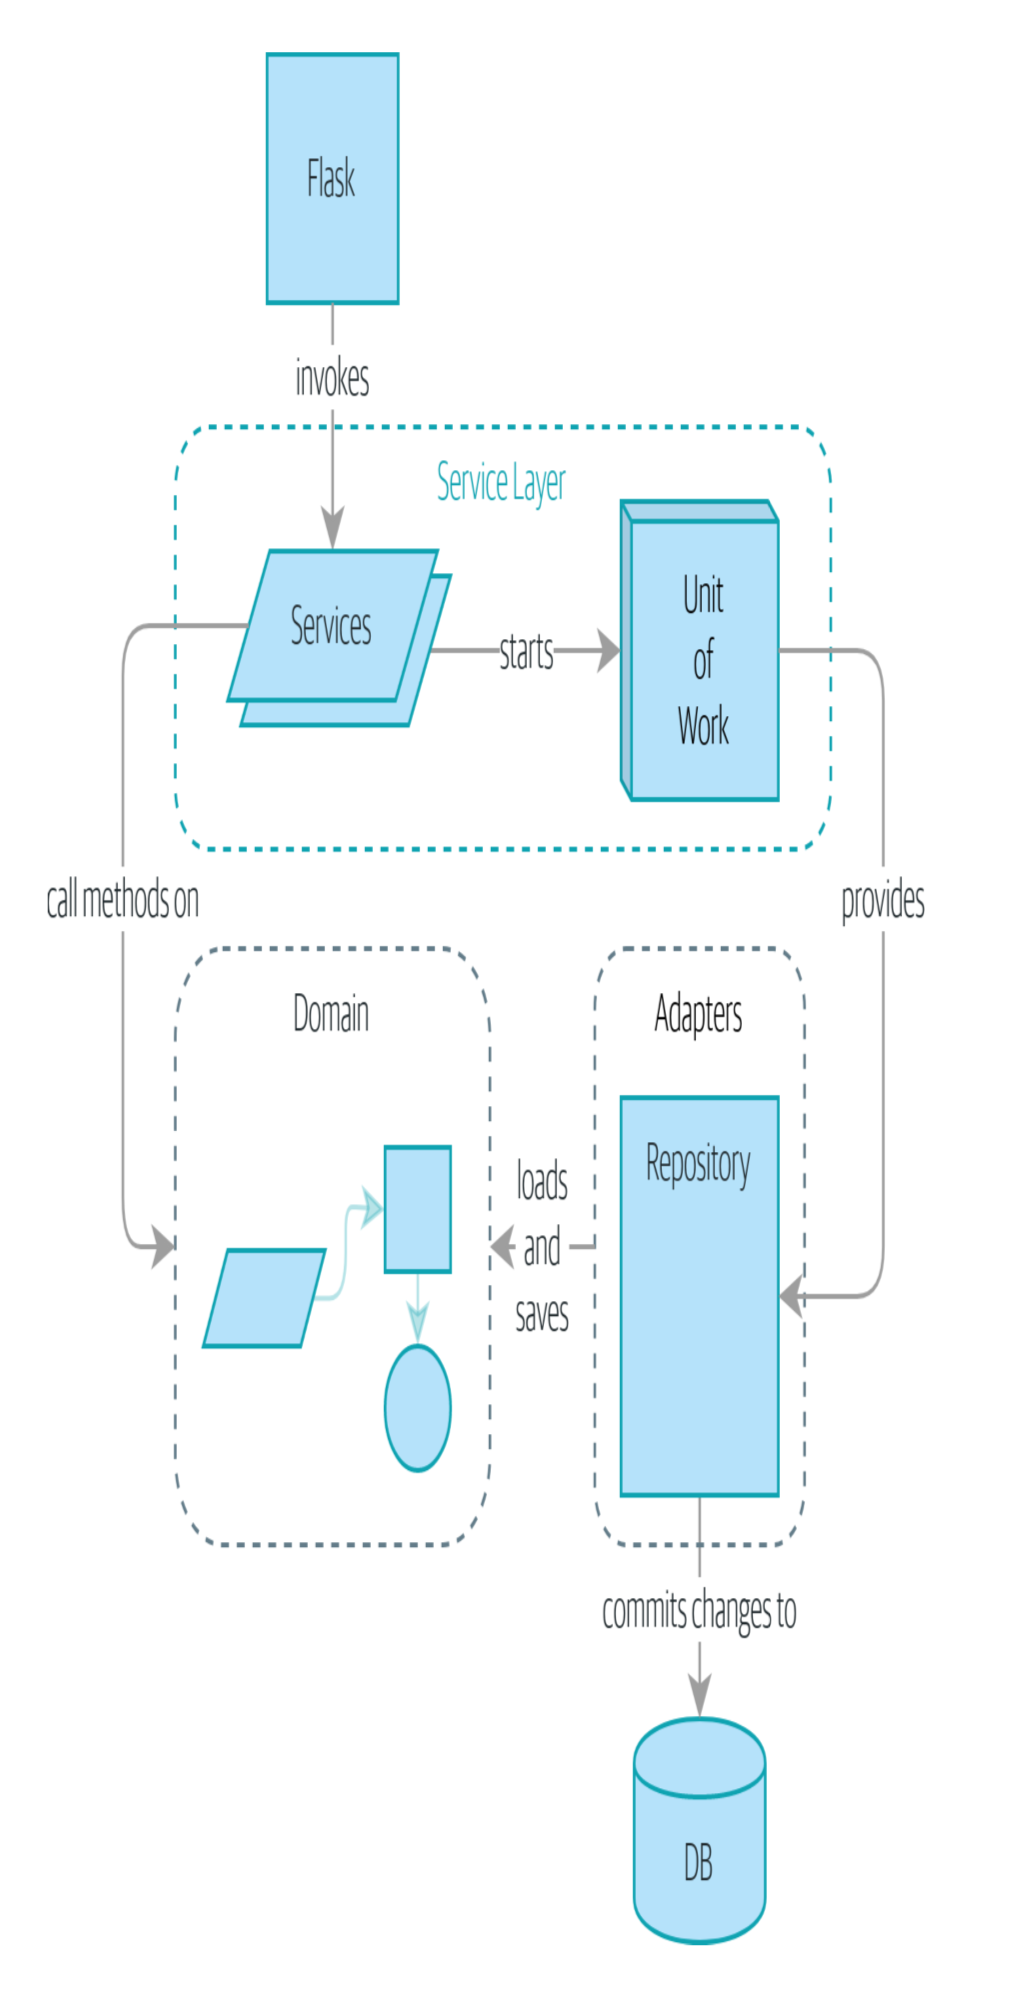 Flask
invokes
Service Layer
Services
starts
Unit
of
Work
call methods on
provides
Domain
Adapters
loads
and
saves
Repository
commits changes to
DB